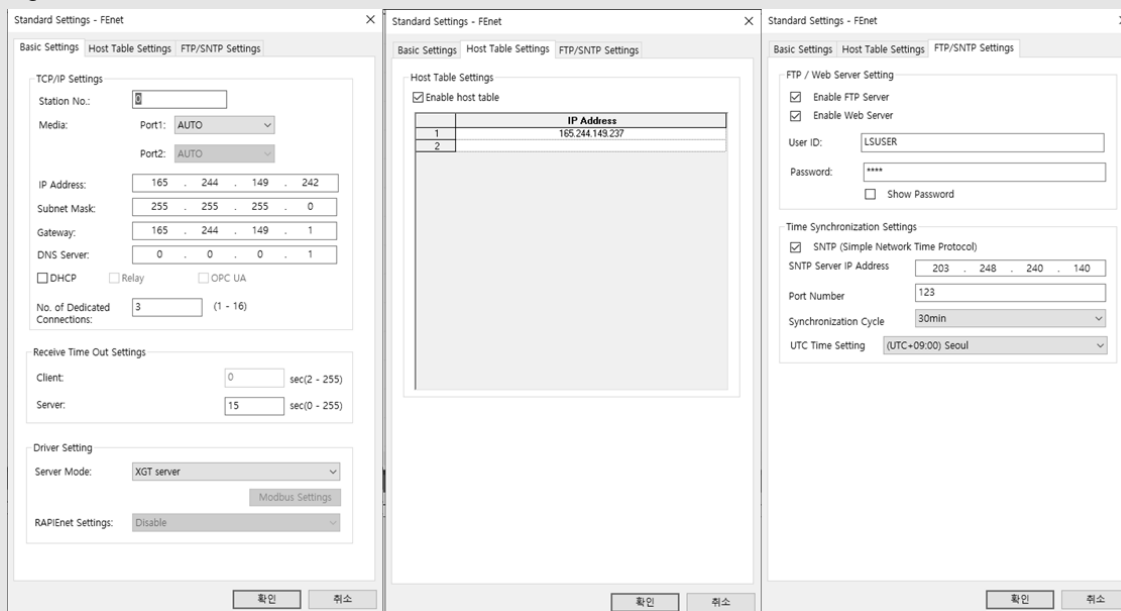 Standard Settings - FEnet
Basic Settings Host Table Settings FTP/SNTP Settings
TCP/IP Settings
Station No.: 0
Media: Port1: AUTO
Port2: AUTO
IP Address: 165 . 244 . 149 . 242
Subnet Mask: 255 . 255 . 255 . 0
Gateway: 165 . 244 . 149 . 1
DNS Server: 0 . 0 . 0 . 1
DHCP Relay OPC UA
No. of Dedicated
Connections: 3 (1 - 16)
Receive Time Out Settings
Client: 0 sec(2 - 255)
Server: 15 sec(0 - 255)
Driver Setting
Server Mode: XGT server
Modbus Settings
RAPIEnet Settings: Disable
확인 취소
Standard Settings - FEnet
Basic Settings Host Table Settings FTP/SNTP Settings
Host Table Settings
Enable host table
IP Address
1 165.244.149.237
2
확인 취소
Standard Settings - FEnet
Basic Settings Host Table Settings FTP/SNTP Settings
FTP / Web Server Setting
Enable FTP Server
Enable Web Server
User ID: LSUSER
Password: ****
Show Password
Time Synchronization Settings
SNTP (Simple Network Time Protocol)
SNTP Server IP Address 203 . 248 . 240 . 140
Port Number 123
Synchronization Cycle 30min
UTC Time Setting (UTC+09:00) Seoul
확인 취소